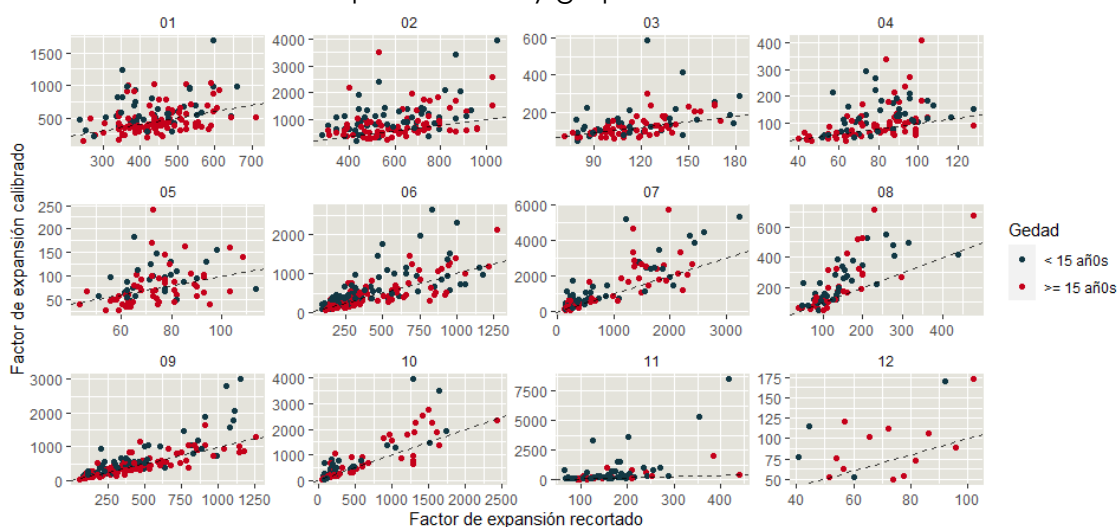 01 02 03 04
1500 1000 500
4000 3000 2000 1000
600 400 200
400 300 200 100
300 400 500 600 700
400 600 800 1000
90 120 150 180
40 60 80 100 120
Factor de expansión calibrado
05 06 07 08
250 200 150 100 50
2000 1000 0
6000 4000 2000 0
600 400 200
60 80 100
250 500 750 1000 1250
0 1000 2000 3000
100 200 300 400
Gedad
< 15 años
>= 15 años
09 10 11 12
3000 2000 1000 0
4000 3000 2000 1000 0
7500 5000 2500 0
175 150 125 100 75 50
0 250 500 750 1000 1250
0 500 1000 1500 2000 2500
100 200 300 400
40 60 80 100
Factor de expansión recortado